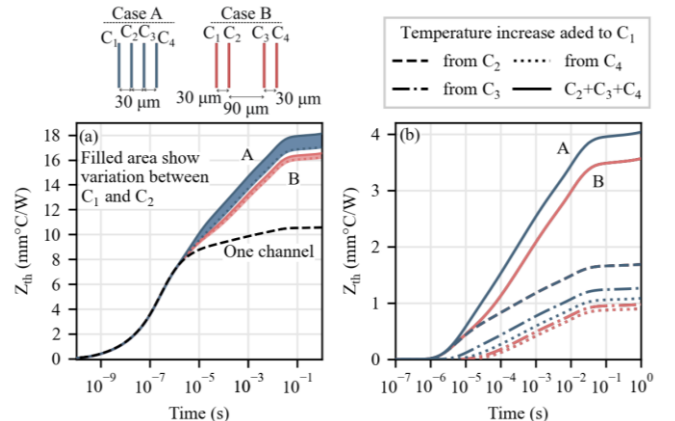 Case A
Case B
C₁ C₂ C₃ C₄
C₁ C₂ C₃ C₄
30 μm
30 μm
90 μm
30 μm
Temperature increase aded to C₁
from C₂
from C₄
from C₃
C₂+C₃+C₄
(a)
Filled area show
variation between
C₁ and C₂
A
B
One channel
18
16
14
12
10
8
6
4
2
0
Zth (mm°C/W)
10⁻⁹ 10⁻⁷ 10⁻⁵ 10⁻³ 10⁻¹
Time (s)
(b)
A
B
4
3
2
1
0
Zth (mm°C/W)
10⁻⁷ 10⁻⁶ 10⁻⁵ 10⁻⁴ 10⁻³ 10⁻² 10⁻¹ 10⁰
Time (s)